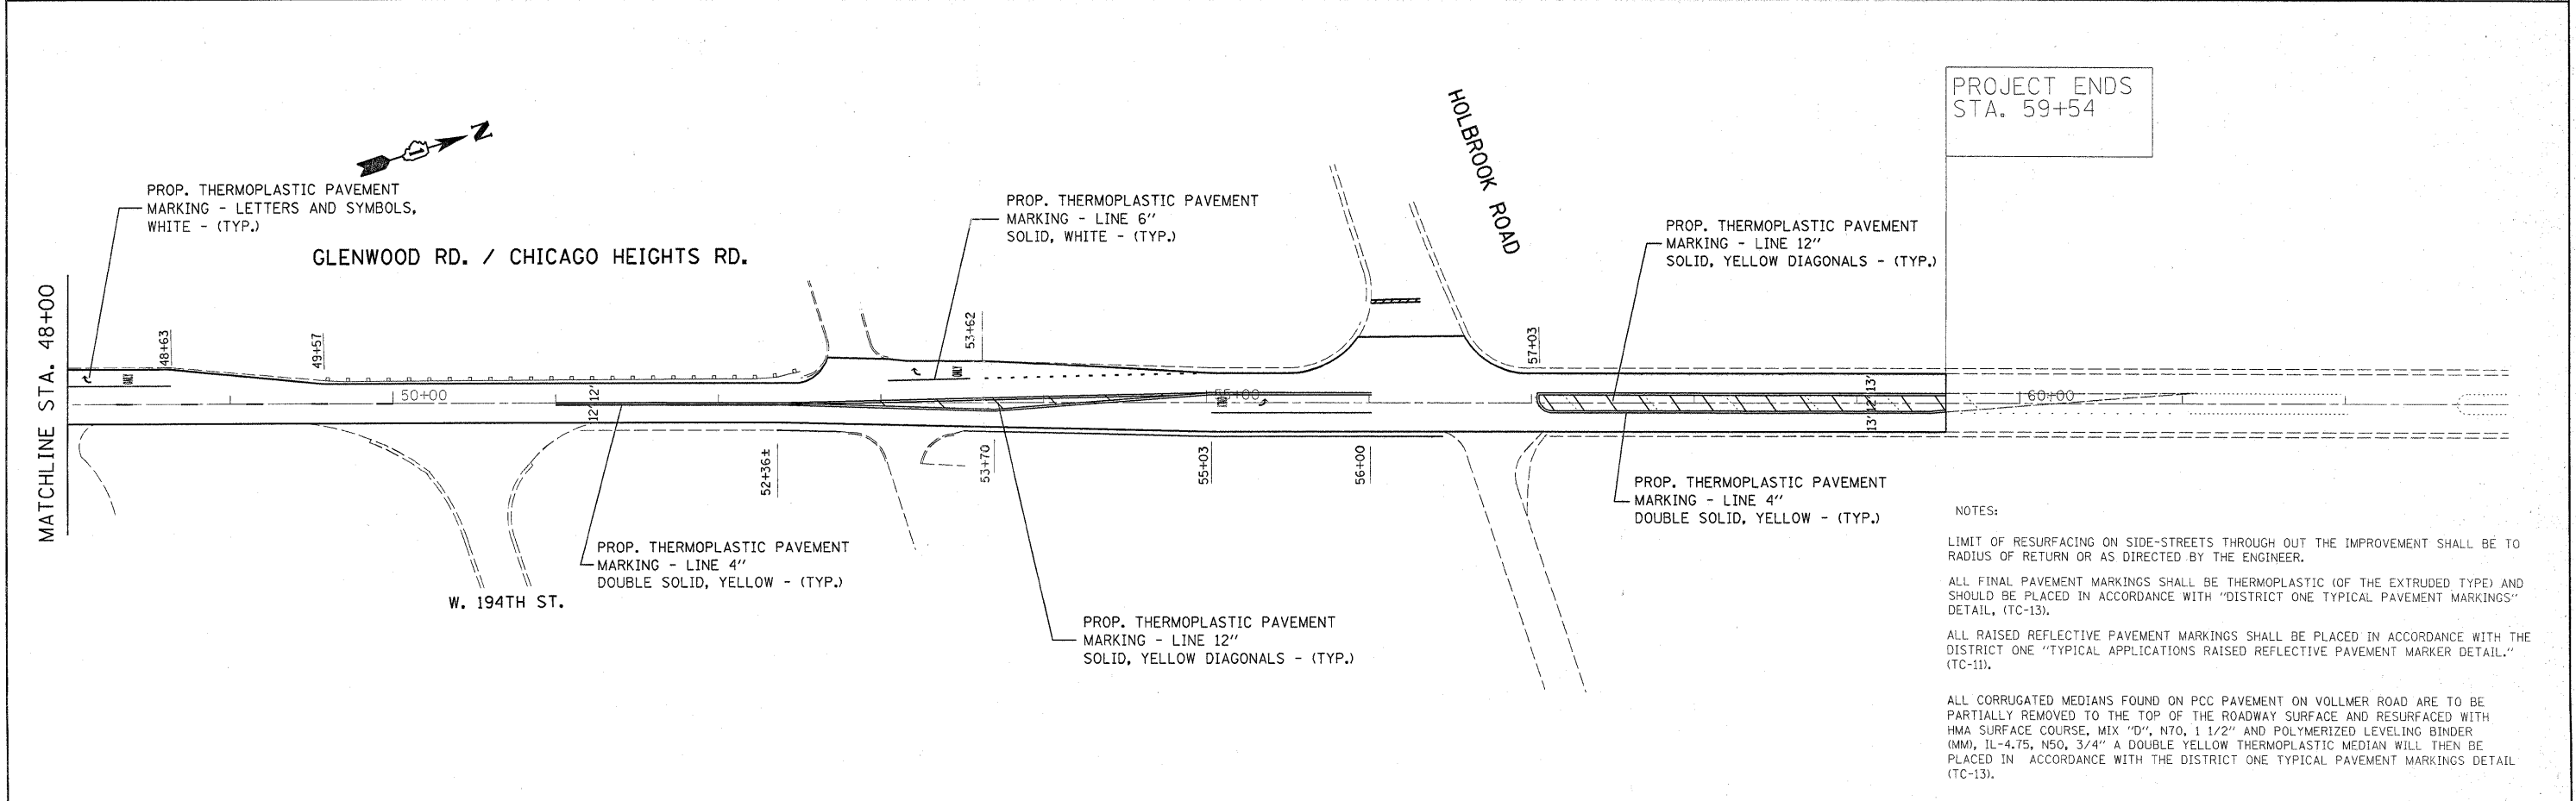 PROJECT ENDS
STA. 59+54
HOLBROOK ROAD
N
PROP. THERMOPLASTIC PAVEMENT
MARKING - LETTERS AND SYMBOLS,
WHITE - (TYP.)
PROP. THERMOPLASTIC PAVEMENT
MARKING - LINE 6"
SOLID, WHITE - (TYP.)
PROP. THERMOPLASTIC PAVEMENT
MARKING - LINE 12"
SOLID, YELLOW DIAGONALS - (TYP.)
GLENWOOD RD. / CHICAGO HEIGHTS RD.
MATCHLINE STA. 48+00
48+63
49+57
53+62
57+03
ONLY
ONLY
ONLY
50+00
12' 12'
55+00
13' 12' 13'
60+00
52+36±
53+70
55+03
56+00
PROP. THERMOPLASTIC PAVEMENT
MARKING - LINE 4"
DOUBLE SOLID, YELLOW - (TYP.)
W. 194TH ST.
PROP. THERMOPLASTIC PAVEMENT
MARKING - LINE 12"
SOLID, YELLOW DIAGONALS - (TYP.)
PROP. THERMOPLASTIC PAVEMENT
MARKING - LINE 4"
DOUBLE SOLID, YELLOW - (TYP.)
NOTES:
LIMIT OF RESURFACING ON SIDE-STREETS THROUGH OUT THE IMPROVEMENT SHALL BE TO
RADIUS OF RETURN OR AS DIRECTED BY THE ENGINEER.
ALL FINAL PAVEMENT MARKINGS SHALL BE THERMOPLASTIC (OF THE EXTRUDED TYPE) AND
SHOULD BE PLACED IN ACCORDANCE WITH "DISTRICT ONE TYPICAL PAVEMENT MARKINGS"
DETAIL, (TC-13).
ALL RAISED REFLECTIVE PAVEMENT MARKINGS SHALL BE PLACED IN ACCORDANCE WITH THE
DISTRICT ONE "TYPICAL APPLICATIONS RAISED REFLECTIVE PAVEMENT MARKER DETAIL."
(TC-11).
ALL CORRUGATED MEDIANS FOUND ON PCC PAVEMENT ON VOLLMER ROAD ARE TO BE
PARTIALLY REMOVED TO THE TOP OF THE ROADWAY SURFACE AND RESURFACED WITH
HMA SURFACE COURSE, MIX "D", N70, 1 1/2" AND POLYMERIZED LEVELING BINDER
(MM), IL-4.75, N50, 3/4" A DOUBLE YELLOW THERMOPLASTIC MEDIAN WILL THEN BE
PLACED IN ACCORDANCE WITH THE DISTRICT ONE TYPICAL PAVEMENT MARKINGS DETAIL
(TC-13).